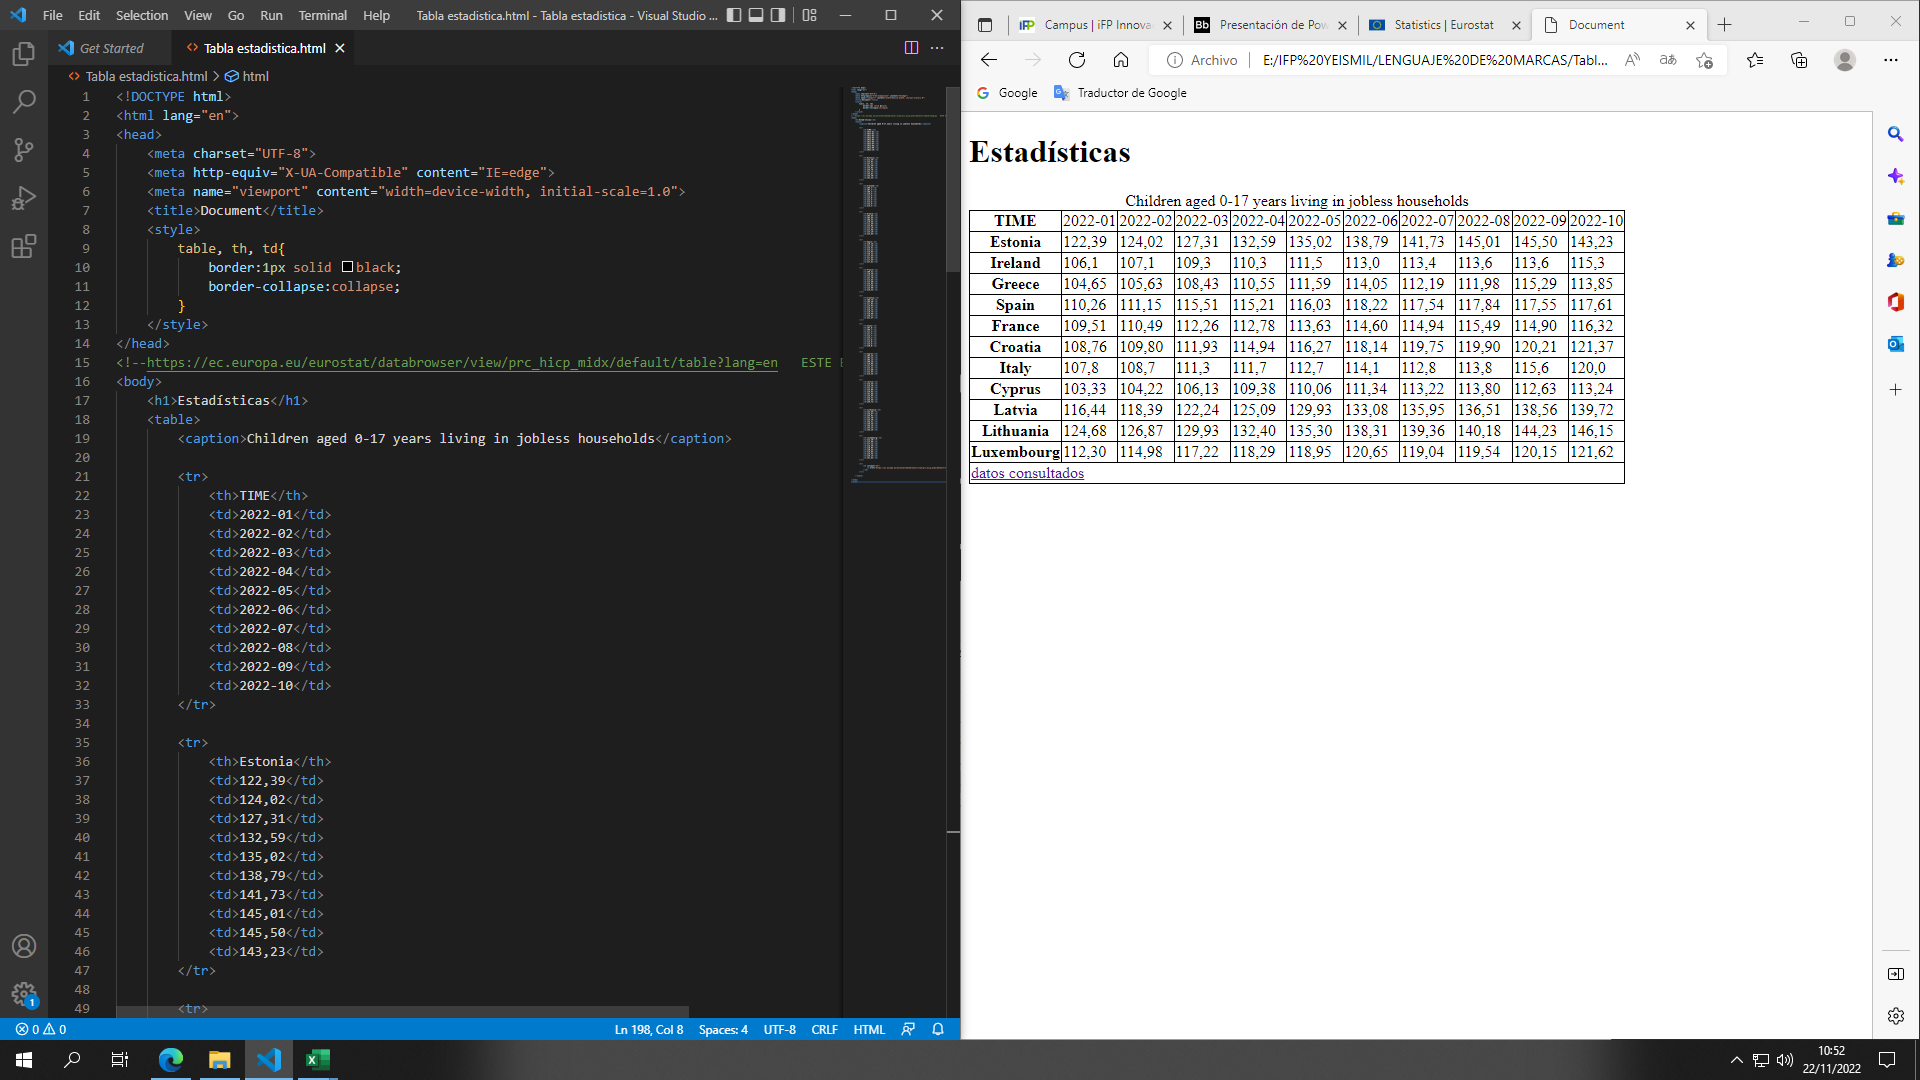 File Edit Selection View Go Run Terminal Help Tabla estadistica.html - Tabla estadistica - Visual Studio ...
Get Started Tabla estadistica.html
Tabla estadistica.html > html
1 <!DOCTYPE html>
2 <html lang="en">
3 <head>
4 <meta charset="UTF-8">
5 <meta http-equiv="X-UA-Compatible" content="IE=edge">
6 <meta name="viewport" content="width=device-width, initial-scale=1.0">
7 <title>Document</title>
8 <style>
9 table, th, td{
10 border:1px solid black;
11 border-collapse:collapse;
12 }
13 </style>
14 </head>
15 <!--https://ec.europa.eu/eurostat/databrowser/view/prc_hicp_midx/default/table?lang=en ESTE
16 <body>
17 <h1>Estadísticas</h1>
18 <table>
19 <caption>Children aged 0-17 years living in jobless households</caption>
20
21 <tr>
22 <th>TIME</th>
23 <td>2022-01</td>
24 <td>2022-02</td>
25 <td>2022-03</td>
26 <td>2022-04</td>
27 <td>2022-05</td>
28 <td>2022-06</td>
29 <td>2022-07</td>
30 <td>2022-08</td>
31 <td>2022-09</td>
32 <td>2022-10</td>
33 </tr>
34
35 <tr>
36 <th>Estonia</th>
37 <td>122,39</td>
38 <td>124,02</td>
39 <td>127,31</td>
40 <td>132,59</td>
41 <td>135,02</td>
42 <td>138,79</td>
43 <td>141,73</td>
44 <td>145,01</td>
45 <td>145,50</td>
46 <td>143,23</td>
47 </tr>
48
49 <tr>
1
0 0 Ln 198, Col 8 Spaces: 4 UTF-8 CRLF HTML
iFP Campus | iFP Innova Bb Presentación de Pow Statistics | Eurostat Document
Archivo E:/IFP%20YEISMIL/LENGUAJE%20DE%20MARCAS/Tabl...
Google Traductor de Google
Estadísticas
Children aged 0-17 years living in jobless households
TIME 2022-01 2022-02 2022-03 2022-04 2022-05 2022-06 2022-07 2022-08 2022-09 2022-10
Estonia 122,39 124,02 127,31 132,59 135,02 138,79 141,73 145,01 145,50 143,23
Ireland 106,1 107,1 109,3 110,3 111,5 113,0 113,4 113,6 113,6 115,3
Greece 104,65 105,63 108,43 110,55 111,59 114,05 112,19 111,98 115,29 113,85
Spain 110,26 111,15 115,51 115,21 116,03 118,22 117,54 117,84 117,55 117,61
France 109,51 110,49 112,26 112,78 113,63 114,60 114,94 115,49 114,90 116,32
Croatia 108,76 109,80 111,93 114,94 116,27 118,14 119,75 119,90 120,21 121,37
Italy 107,8 108,7 111,3 111,7 112,7 114,1 112,8 113,8 115,6 120,0
Cyprus 103,33 104,22 106,13 109,38 110,06 111,34 113,22 113,80 112,63 113,24
Latvia 116,44 118,39 122,24 125,09 129,93 133,08 135,95 136,51 138,56 139,72
Lithuania 124,68 126,87 129,93 132,40 135,30 138,31 139,36 140,18 144,23 146,15
Luxembourg 112,30 114,98 117,22 118,29 118,95 120,65 119,04 119,54 120,15 121,62
datos consultados
10:52
22/11/2022